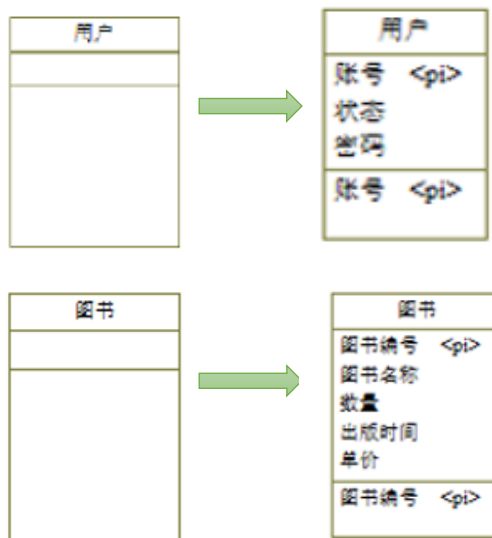 用户
用户
账号 <pi>
状态
密码
账号 <pi>
图书
图书
图书编号 <pi>
图书名称
数量
出版时间
单价
图书编号 <pi>